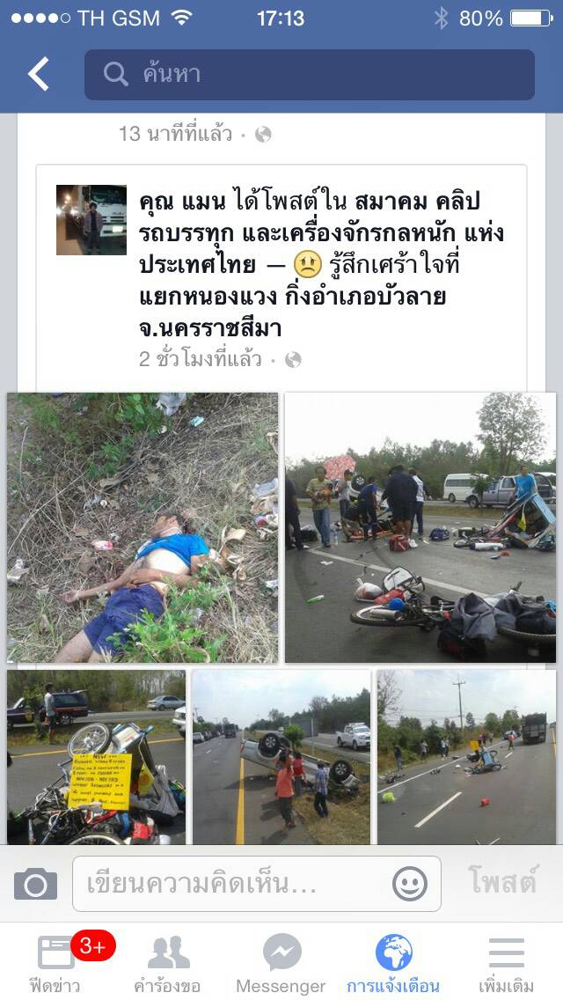 TH GSM 17:13 80%
ค้นหา
13 นาทีที่แล้ว ·
คุณ แมน ได้โพสต์ใน สมาคม คลิป
รถบรรทุก และเครื่องจักรกลหนัก แห่ง
ประเทศไทย — รู้สึกเศร้าใจที่
แยกหนองแวง กิ่งอำเภอบัวลาย
จ.นครราชสีมา
2 ชั่วโมงที่แล้ว ·
เขียนความคิดเห็น...
โพสต์
3+
ฟีดข่าว คำร้องขอ Messenger การแจ้งเตือน เพิ่มเติม